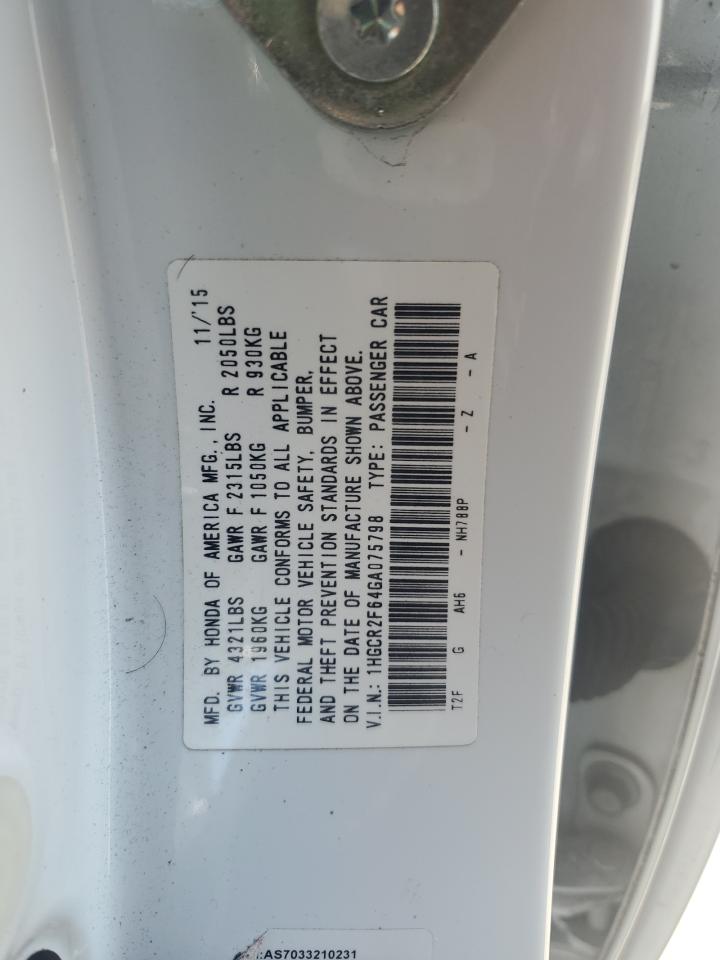 MFD. BY HONDA OF AMERICA MFG., INC. 11/'15
GVWR 4321LBS GAWR F 2315LBS R 2050LBS
GVWR 1960KG GAWR F 1050KG R 930KG
THIS VEHICLE CONFORMS TO ALL APPLICABLE
FEDERAL MOTOR VEHICLE SAFETY, BUMPER,
AND THEFT PREVENTION STANDARDS IN EFFECT
ON THE DATE OF MANUFACTURE SHOWN ABOVE.
V.I.N.: 1HGCR2F64GA075798 TYPE: PASSENGER CAR
T2F G AH6 - NH788P - Z - A
:AS7033210231